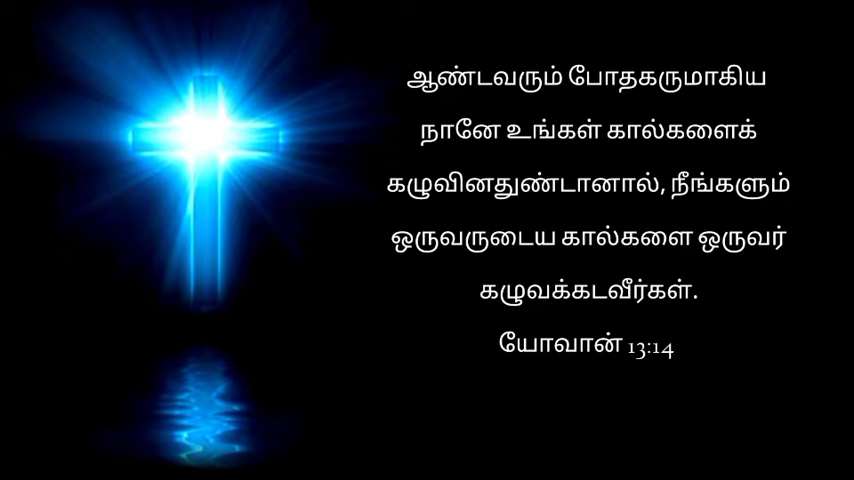 ஆண்டவரும் போதகருமாகிய
நானே உங்கள் கால்களைக்
கழுவினதுண்டானால், நீங்களும்
ஒருவருடைய கால்களை ஒருவர்
கழுவக்கடவீர்கள்.
யோவான் 13:14